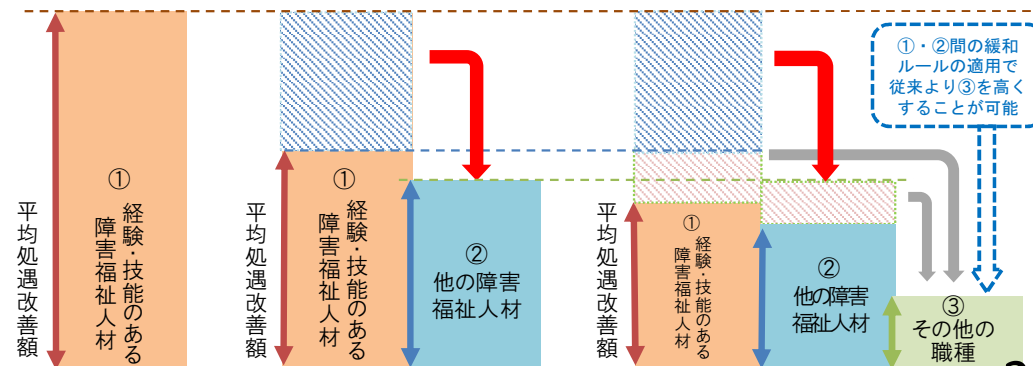 平均処遇改善額
①
経験・技能のある
障害福祉人材
平均処遇改善額
①
経験・技能のある
障害福祉人材
②
他の障害
福祉人材
平均処遇改善額
①
経験・技能のある
障害福祉人材
②
他の障害
福祉人材
③
その他の
職種
①・②間の緩和
ルールの適用で
従来より③を高く
することが可能